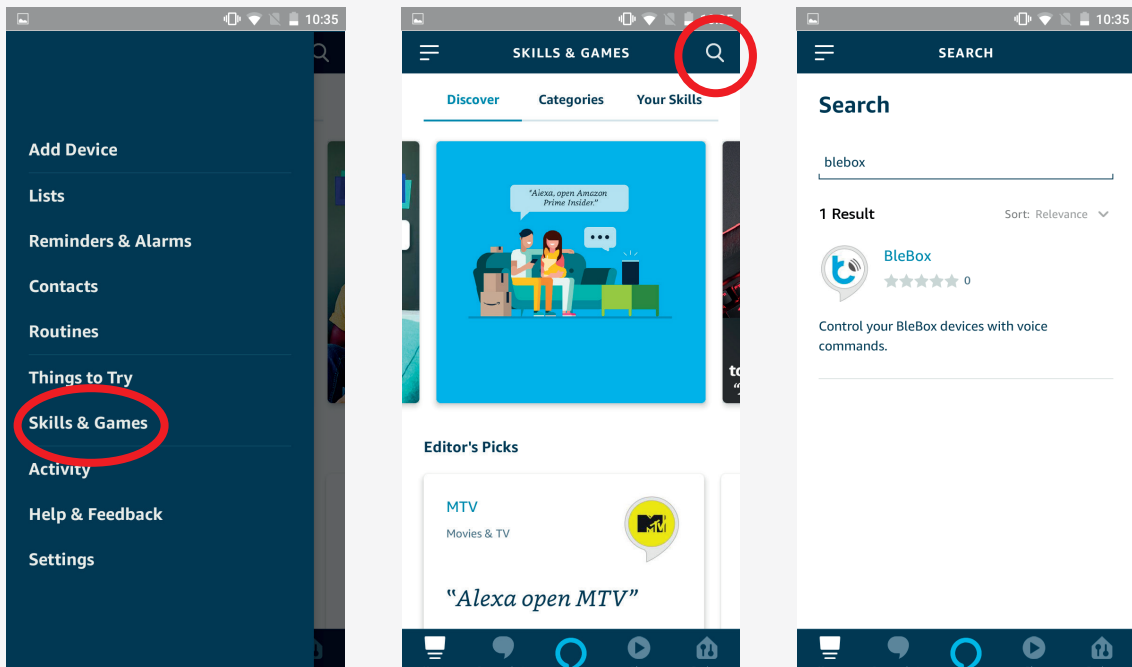 10:35
Add Device
Lists
Reminders & Alarms
Contacts
Routines
Things to Try
Skills & Games
Activity
Help & Feedback
Settings
SKILLS & GAMES
Discover Categories Your Skills
"Alexa, open Amazon
Prime Insider."
to
Editor's Picks
MTV
Movies & TV
"Alexa open MTV"
10:35
SEARCH
Search
blebox
1 Result Sort: Relevance
BleBox
0
Control your BleBox devices with voice
commands.